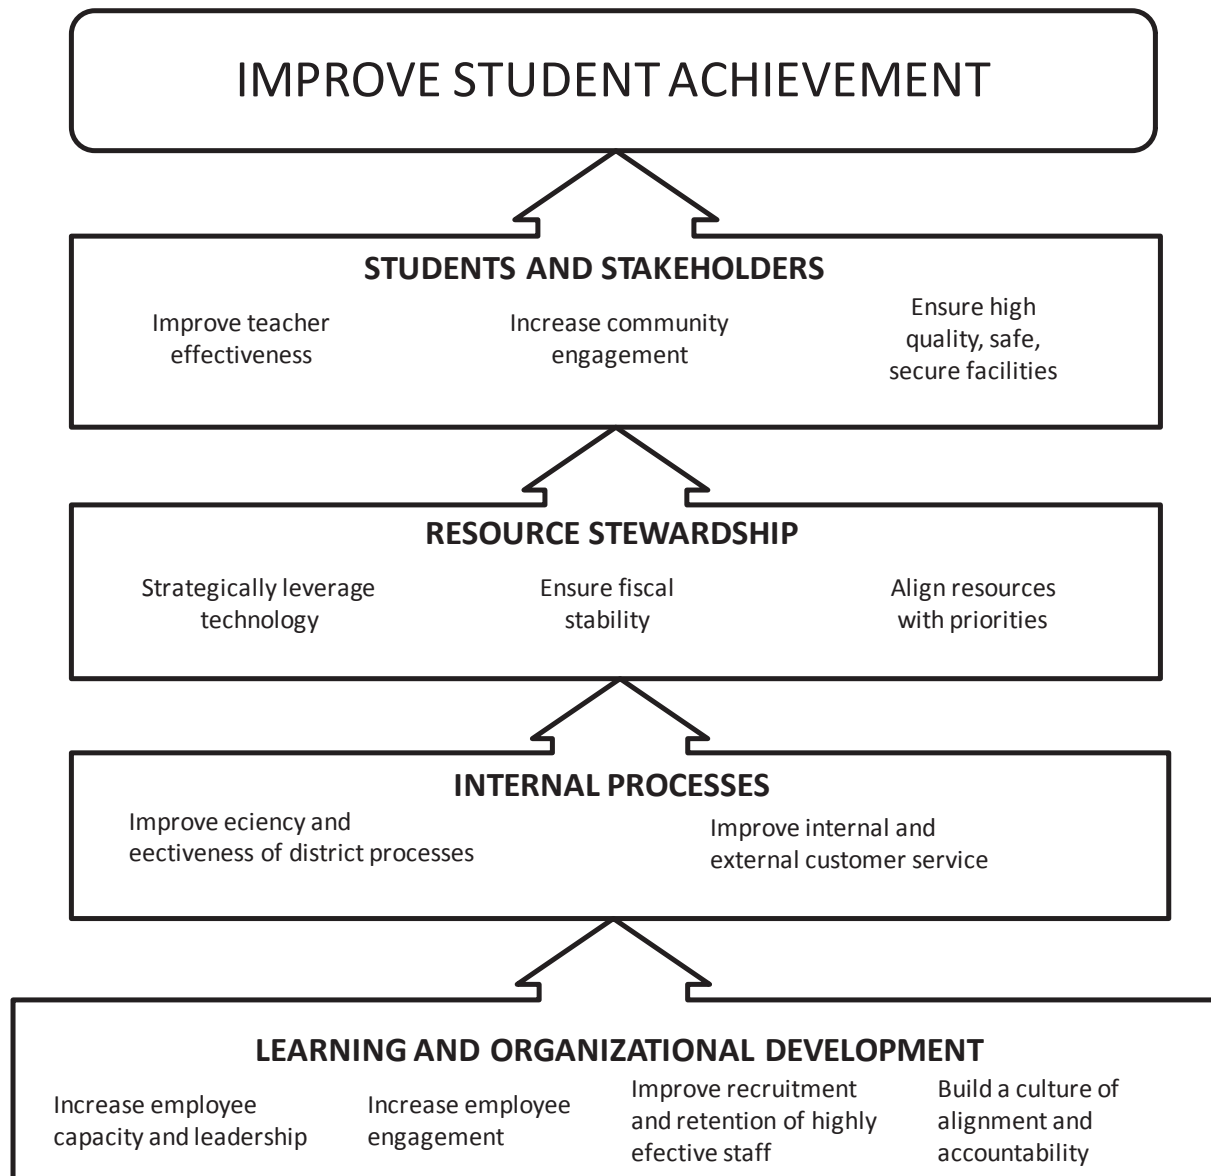 IMPROVE STUDENT ACHIEVEMENT
STUDENTS AND STAKEHOLDERS
Improve teacher
effectiveness
Increase community
engagement
Ensure high
quality, safe,
secure facilities
RESOURCE STEWARDSHIP
Strategically leverage
technology
Ensure fiscal
stability
Align resources
with priorities
INTERNAL PROCESSES
Improve eciency and
eectiveness of district processes
Improve internal and
external customer service
LEARNING AND ORGANIZATIONAL DEVELOPMENT
Increase employee
capacity and leadership
Increase employee
engagement
Improve recruitment
and retention of highly
efective staff
Build a culture of
alignment and
accountability